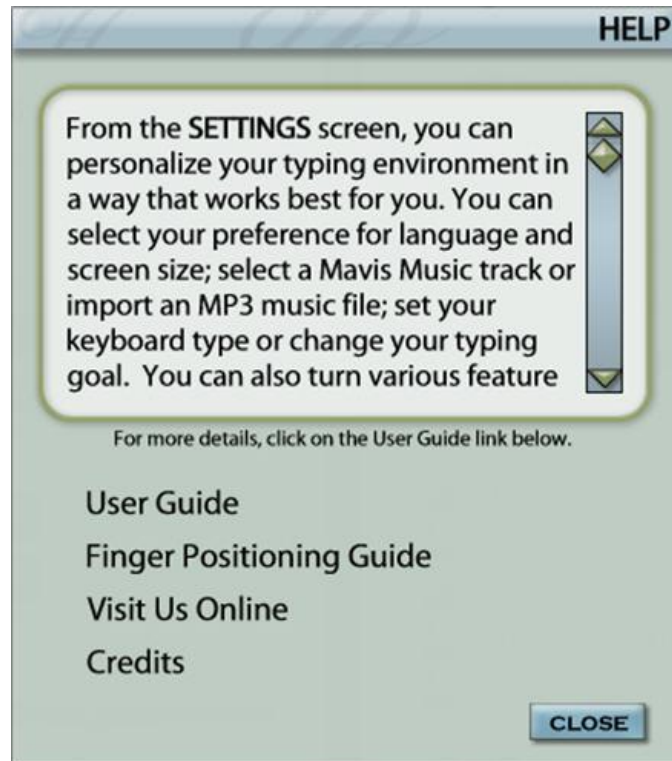 HELP
From the SETTINGS screen, you can
personalize your typing environment in
a way that works best for you. You can
select your preference for language and
screen size; select a Mavis Music track or
import an MP3 music file; set your
keyboard type or change your typing
goal.  You can also turn various feature
For more details, click on the User Guide link below.
User Guide
Finger Positioning Guide
Visit Us Online
Credits
CLOSE